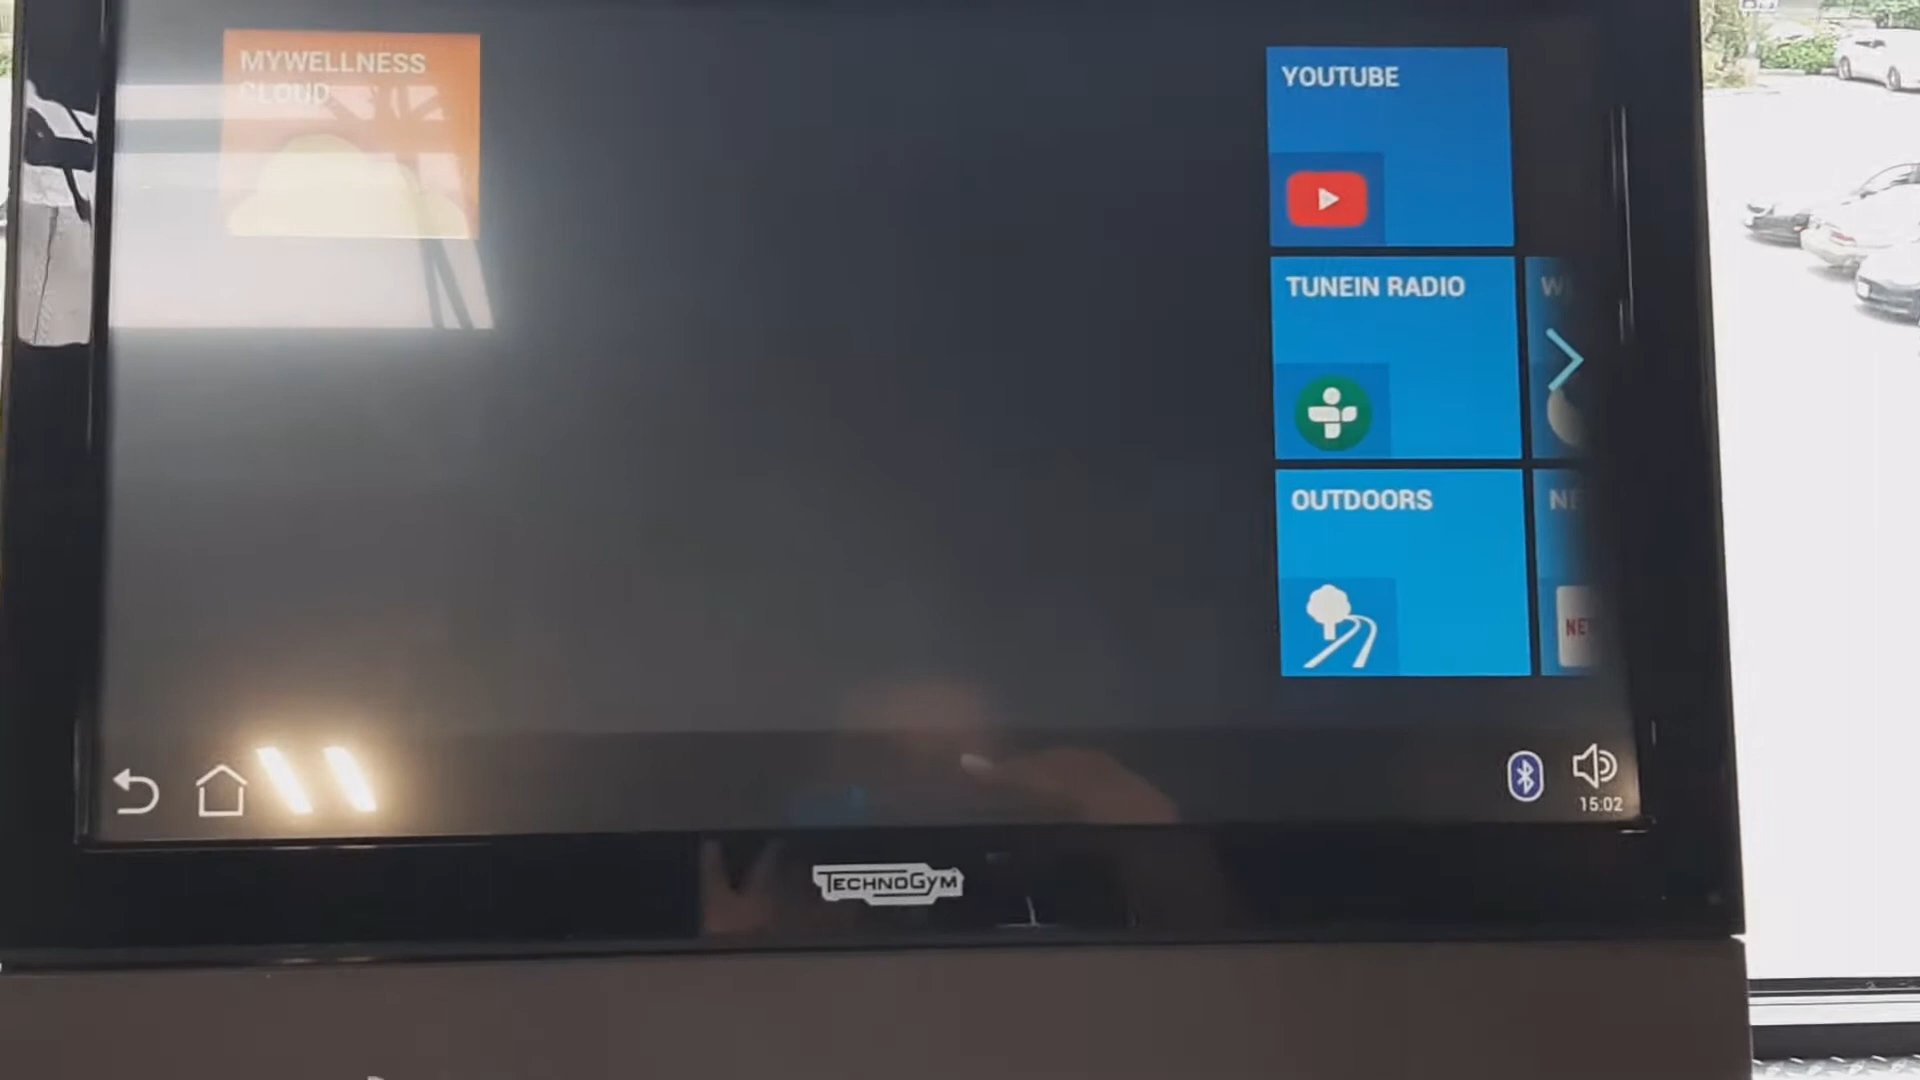 MYWELLNESS
CLOUD
YOUTUBE
TUNEIN RADIO
OUTDOORS
15:02
TECHNOGYM